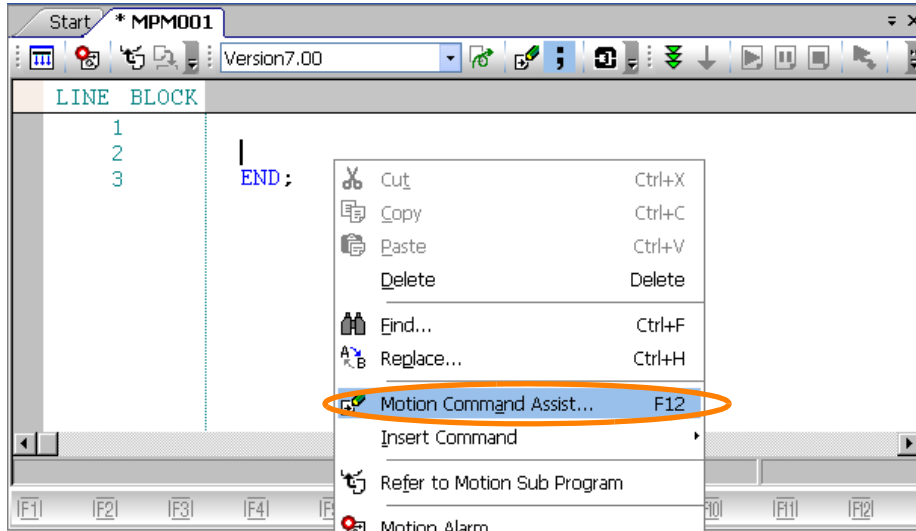 Start * MPM001
Version7.00
LINE BLOCK
1
2
3 END;
Cut Ctrl+X
Copy Ctrl+C
Paste Ctrl+V
Delete Delete
Find... Ctrl+F
Replace... Ctrl+H
Motion Command Assist... F12
Insert Command
Refer to Motion Sub Program
Motion Alarm
F1 F2 F3 F4 F11 F12